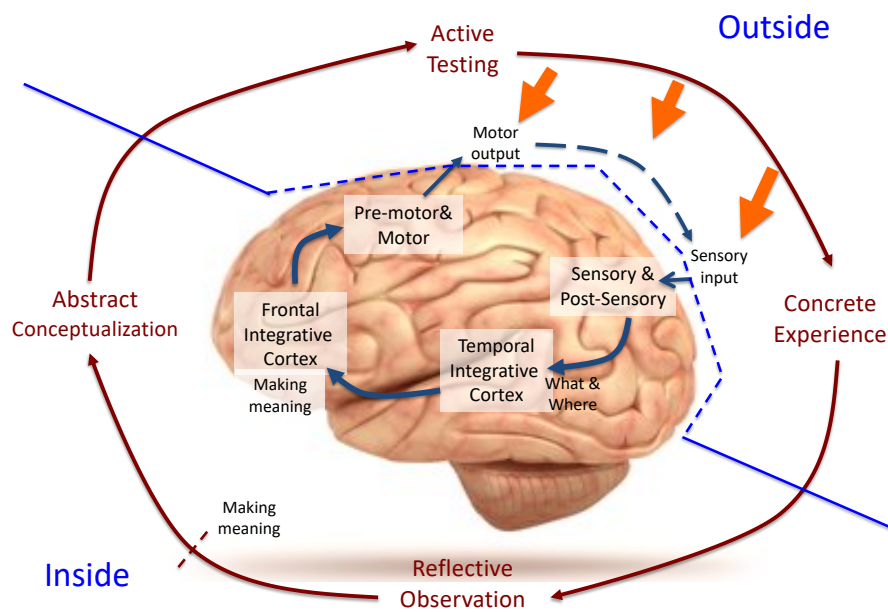 Outside
Active
Testing
Motor
output
Pre-motor&
Motor
Sensory
input
Sensory &
Post-Sensory
Abstract
Conceptualization
Frontal
Integrative
Cortex
Making
meaning
Temporal
Integrative
Cortex
What &
Where
Concrete
Experience
Making
meaning
Inside
Reflective
Observation